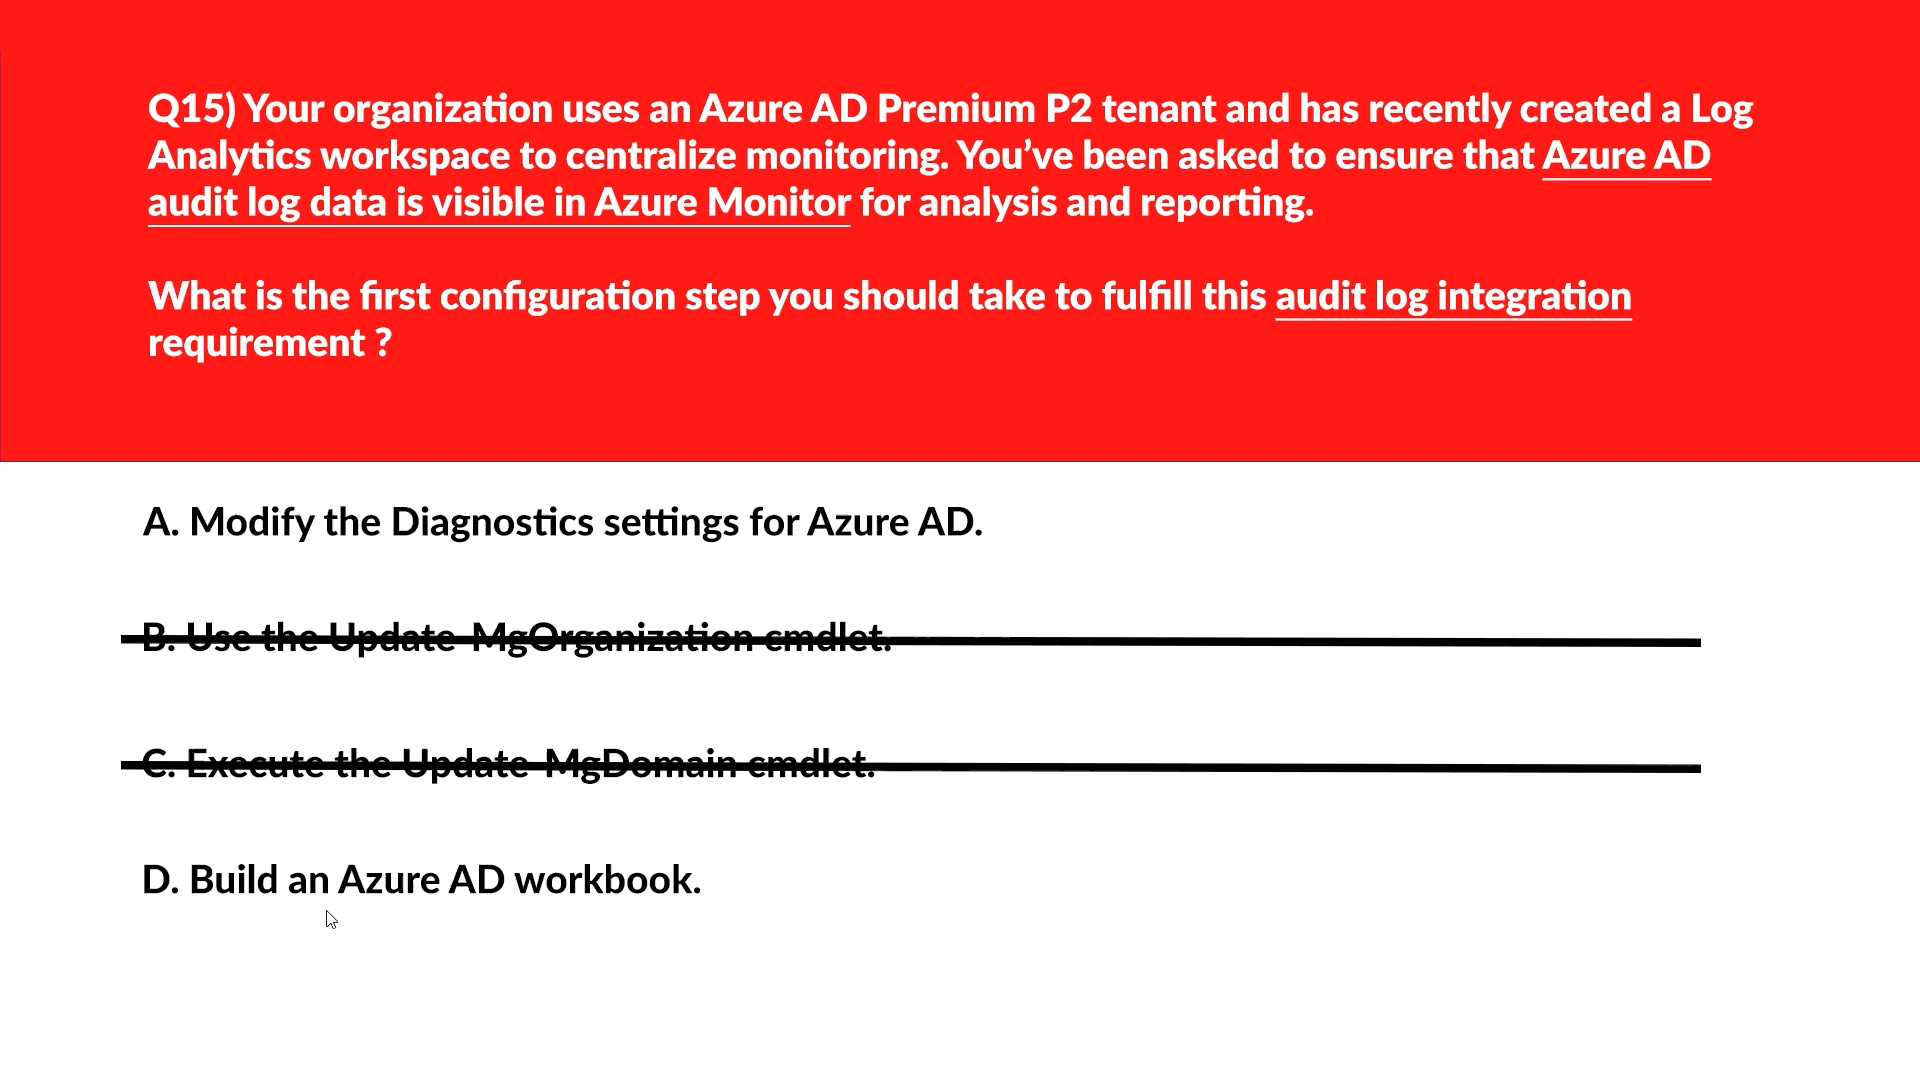 Q15) Your organization uses an Azure AD Premium P2 tenant and has recently created a Log
Analytics workspace to centralize monitoring. You’ve been asked to ensure that Azure AD
audit log data is visible in Azure Monitor for analysis and reporting.
What is the first configuration step you should take to fulfill this audit log integration
requirement ?
A. Modify the Diagnostics settings for Azure AD.
B. Use the Update-MgOrganization cmdlet.
C. Execute the Update-MgDomain cmdlet.
D. Build an Azure AD workbook.